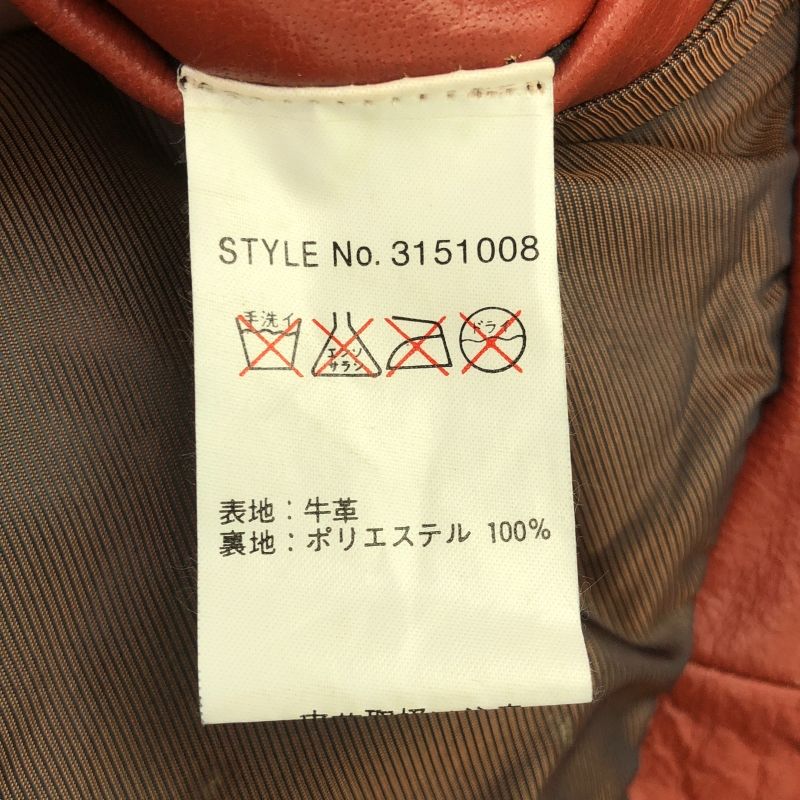 STYLE No. 3151008
手洗イ エンソ ドライ
サラシ
表地：牛革
裏地：ポリエステル 100%